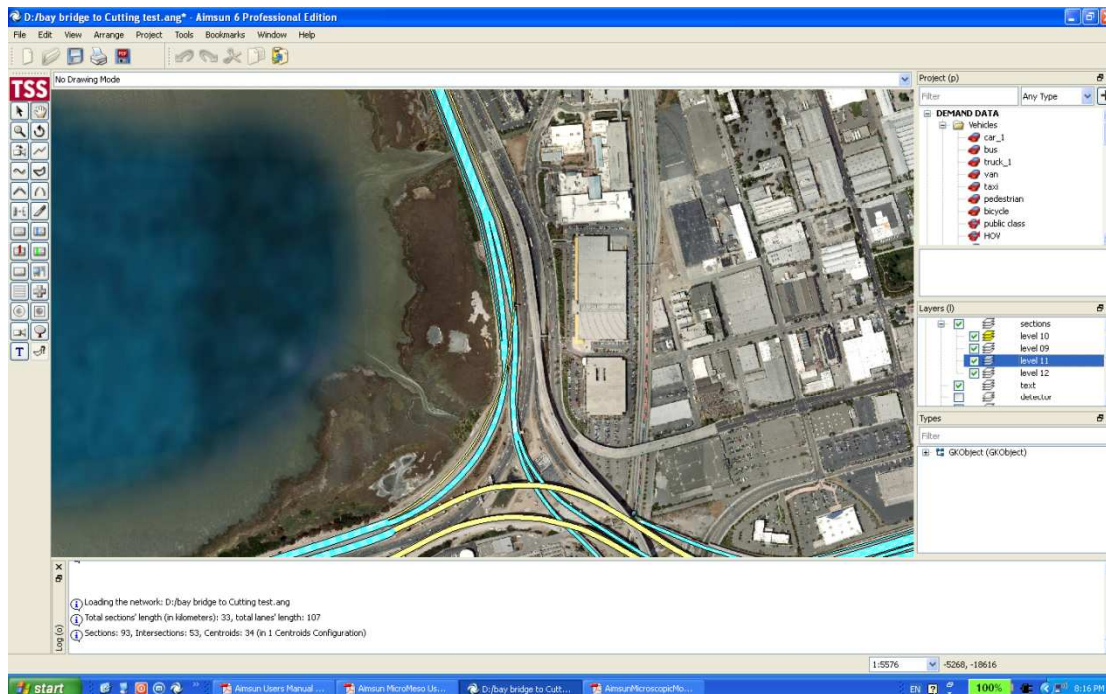 D:/bay bridge to Cutting test.ang* - Aimsun 6 Professional Edition
File Edit View Arrange Project Tools Bookmarks Window Help
TSS
No Drawing Mode
Project (p)
Filter Any Type
DEMAND DATA
Vehicles
car_1
bus
truck_1
van
taxi
pedestrian
bicycle
public class
HOV
Layers (l)
sections
level 10
level 09
level 11
level 12
text
detector
Types
Filter
GKObject (GKObject)
Log (o)
Loading the network: D:/bay bridge to Cutting test.ang
Total sections' length (in kilometers): 33, total lanes' length: 107
Sections: 93, Intersections: 53, Centroids: 34 (in 1 Centroids Configuration)
1:5576 -5268, -18616
start Aimsun Users Manual ... Aimsun MicroMeso Us... D:/bay bridge to Cutt... AimsunMicroscopicMo... EN 100% 8:16 PM